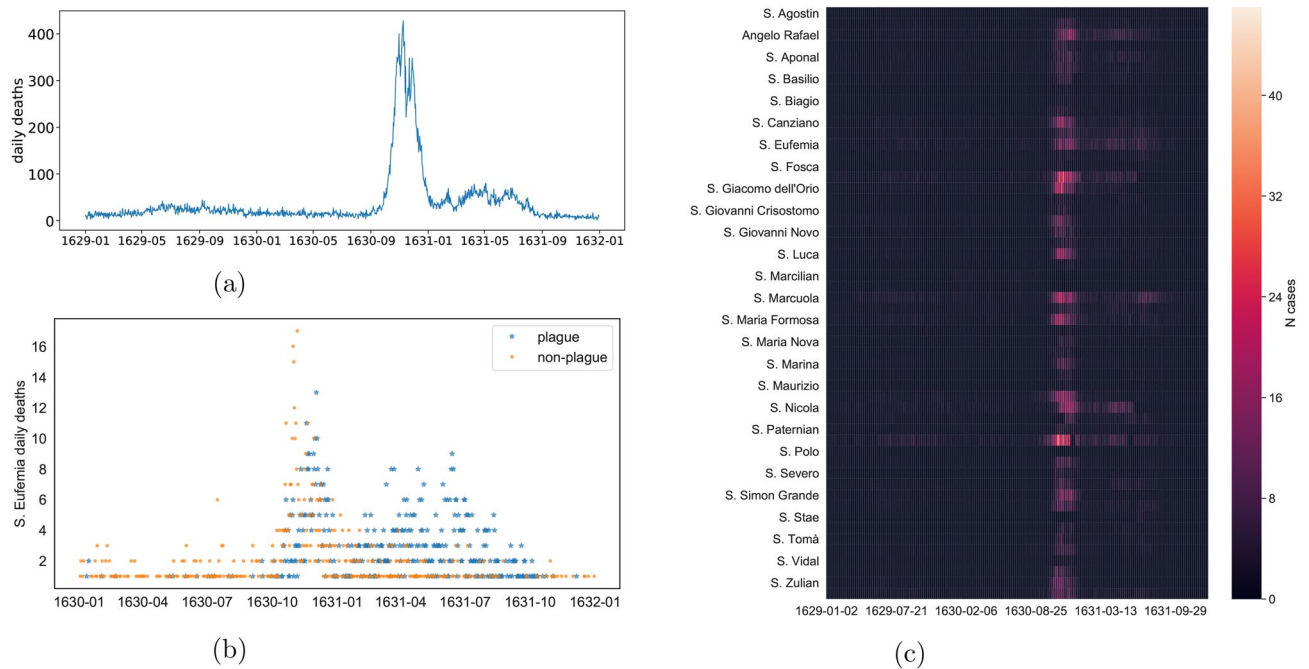 daily deaths
400
300
200
100
0
1629-01 1629-05 1629-09 1630-01 1630-05 1630-09 1631-01 1631-05 1631-09 1632-01
(a)
S. Eufemia daily deaths
16
14
12
10
8
6
4
2
plague
non-plague
1630-01 1630-04 1630-07 1630-10 1631-01 1631-04 1631-07 1631-10 1632-01
(b)
S. Agostin
Angelo Rafael
S. Aponal
S. Basilio
S. Biagio
S. Canziano
S. Eufemia
S. Fosca
S. Giacomo dell'Orio
S. Giovanni Crisostomo
S. Giovanni Novo
S. Luca
S. Marcilian
S. Marcuola
S. Maria Formosa
S. Maria Nova
S. Marina
S. Maurizio
S. Nicola
S. Paternian
S. Polo
S. Severo
S. Simon Grande
S. Stae
S. Tomà
S. Vidal
S. Zulian
1629-01-02 1629-07-21 1630-02-06 1630-08-25 1631-03-13 1631-09-29
40
32
24
16
8
0
N cases
(c)